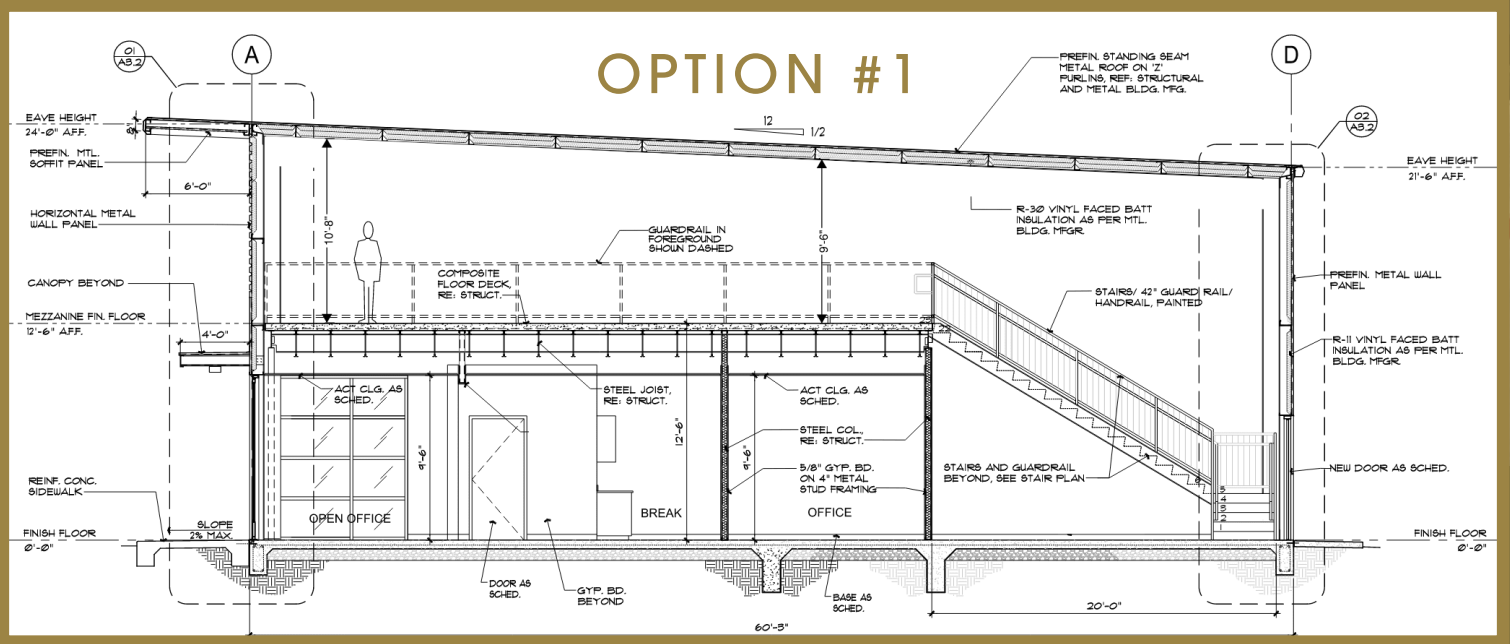 OPTION #1
01
A3.2
A
D
PREFIN. STANDING SEAM
METAL ROOF ON 'Z'
PURLINS, REF: STRUCTURAL
AND METAL BLDG. MFG.
02
A3.2
12
1/2
EAVE HEIGHT
24'-0" A.F.F.
8"
PREFIN. MTL.
SOFFIT PANEL
6'-0"
EAVE HEIGHT
21'-6" A.F.F.
HORIZONTAL METAL
WALL PANEL
10'-8"
9'-6"
R-30 VINYL FACED BATT
INSULATION AS PER MTL.
BLDG. MFGR.
GUARDRAIL IN
FOREGROUND
SHOWN DASHED
COMPOSITE
FLOOR DECK,
RE: STRUCT.
CANOPY BEYOND
PREFIN. METAL WALL
PANEL
STAIRS/ 42" GUARD RAIL/
HANDRAIL, PAINTED
MEZZANINE FIN. FLOOR
12'-6" A.F.F.
4'-0"
R-11 VINYL FACED BATT
INSULATION AS PER MTL.
BLDG. MFGR.
ACT CLG. AS
SCHED.
STEEL JOIST,
RE: STRUCT.
ACT CLG. AS
SCHED.
9'-6"
12'-6"
9'-6"
STEEL COL.,
RE: STRUCT.
5/8" GYP. BD.
ON 4" METAL
STUD FRAMING
STAIRS AND GUARDRAIL
BEYOND, SEE STAIR PLAN
NEW DOOR AS SCHED.
REINF. CONC.
SIDEWALK
6
5
4
3
2
1
OPEN OFFICE
BREAK
OFFICE
SLOPE
2% MAX.
FINISH FLOOR
0'-0"
FINISH FLOOR
0'-0"
DOOR AS
SCHED.
GYP. BD.
BEYOND
BASE AS
SCHED.
20'-0"
60'-3"